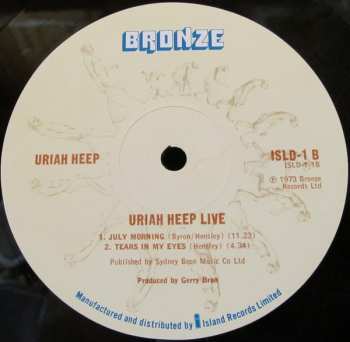 BRONZE
URIAH HEEP
ISLD-1 B
ISLD-1B
℗ 1973 Bronze
Records Ltd
URIAH HEEP LIVE
1. JULY MORNING (Byron/Hensley) (11.23)
2. TEARS IN MY EYES (Hensley) (4.34)
Published by Sydney Bron Music Co Ltd
Produced by Gerry Bron
Manufactured and distributed by Island Records Limited